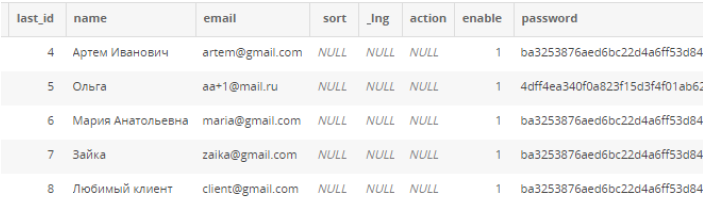 last_id name email sort _lng action enable password
4 Артем Иванович artem@gmail.com NULL NULL NULL 1 ba3253876aed6bc22d4a6ff53d84
5 Ольга aa+1@mail.ru NULL NULL NULL 1 4dff4ea340f0a823f15d3f4f01ab62
6 Мария Анатольевна maria@gmail.com NULL NULL NULL 1 ba3253876aed6bc22d4a6ff53d84
7 Зайка zaika@gmail.com NULL NULL NULL 1 ba3253876aed6bc22d4a6ff53d84
8 Любимый клиент client@gmail.com NULL NULL NULL 1 ba3253876aed6bc22d4a6ff53d84